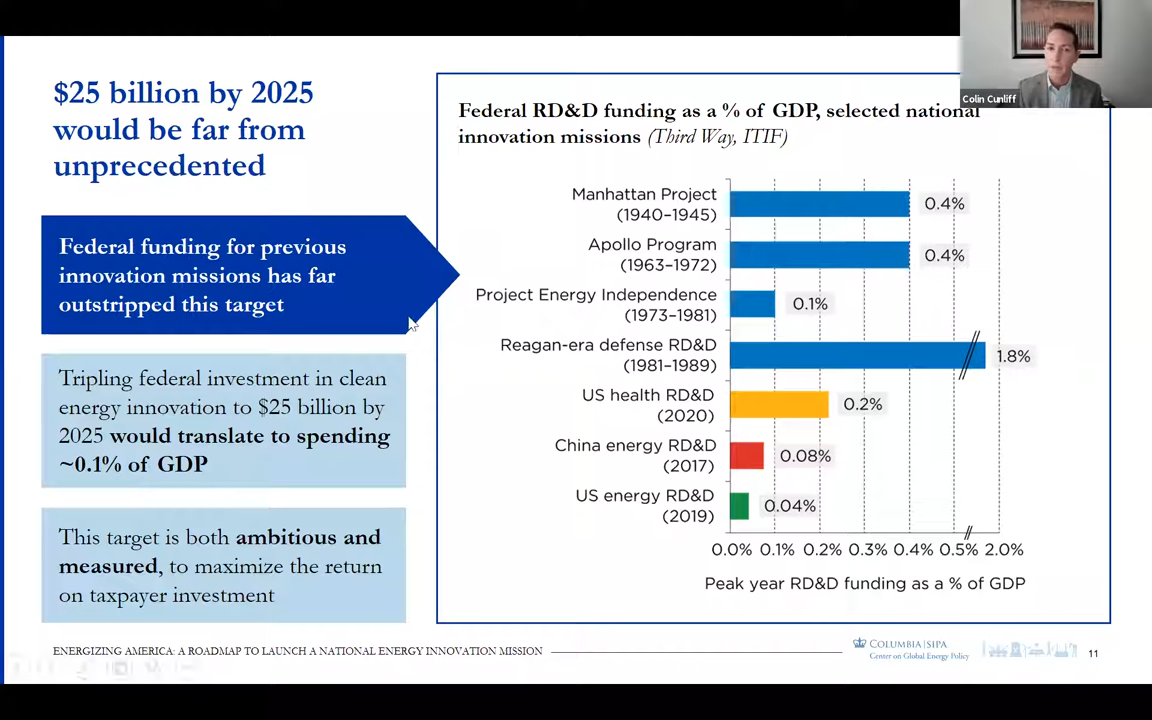 $25 billion by 2025
would be far from
unprecedented
Federal funding for previous
innovation missions has far
outstripped this target
Tripling federal investment in clean
energy innovation to $25 billion by
2025 would translate to spending
~0.1% of GDP
This target is both ambitious and
measured, to maximize the return
on taxpayer investment
Colin Cunliff
Federal RD&D funding as a % of GDP, selected national
innovation missions (Third Way, ITIF)
Manhattan Project
(1940–1945)
0.4%
Apollo Program
(1963–1972)
0.4%
Project Energy Independence
(1973–1981)
0.1%
Reagan-era defense RD&D
(1981–1989)
1.8%
US health RD&D
(2020)
0.2%
China energy RD&D
(2017)
0.08%
US energy RD&D
(2019)
0.04%
0.0% 0.1% 0.2% 0.3% 0.4% 0.5% 2.0%
Peak year RD&D funding as a % of GDP
ENERGIZING AMERICA: A ROADMAP TO LAUNCH A NATIONAL ENERGY INNOVATION MISSION
COLUMBIA | SIPA
Center on Global Energy Policy
11